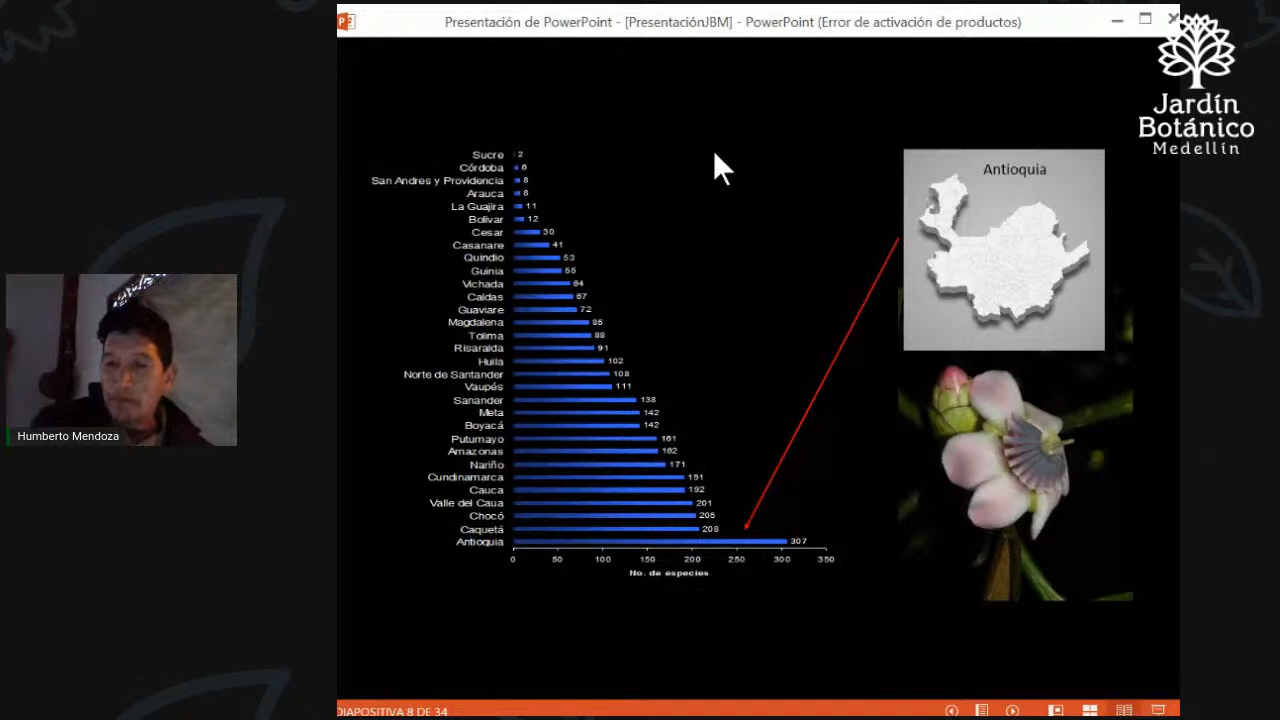 Presentación de PowerPoint - [PresentaciónJBM] - PowerPoint (Error de activación de productos)
Jardín
Botánico
Medellín
Antioquia
Sucre 2
Córdoba 6
San Andres y Providencia 8
Arauca 8
La Guajira 11
Bolivar 12
Cesar 30
Casanare 41
Quindio 53
Guinia 55
Vichada 64
Caldas 67
Guaviare 72
Magdalena 85
Tolima 88
Risaralda 91
Huila 102
Norte de Santander 108
Vaupés 111
Sanander 138
Meta 142
Boyacá 142
Putumayo 161
Amazonas 162
Nariño 171
Cundinamarca 191
Cauca 192
Valle del Caua 201
Chocó 205
Caquetá 208
Antioquia 307
0 50 100 150 200 250 300 350
No. de especies
Humberto Mendoza
DIAPOSITIVA 8 DE 34